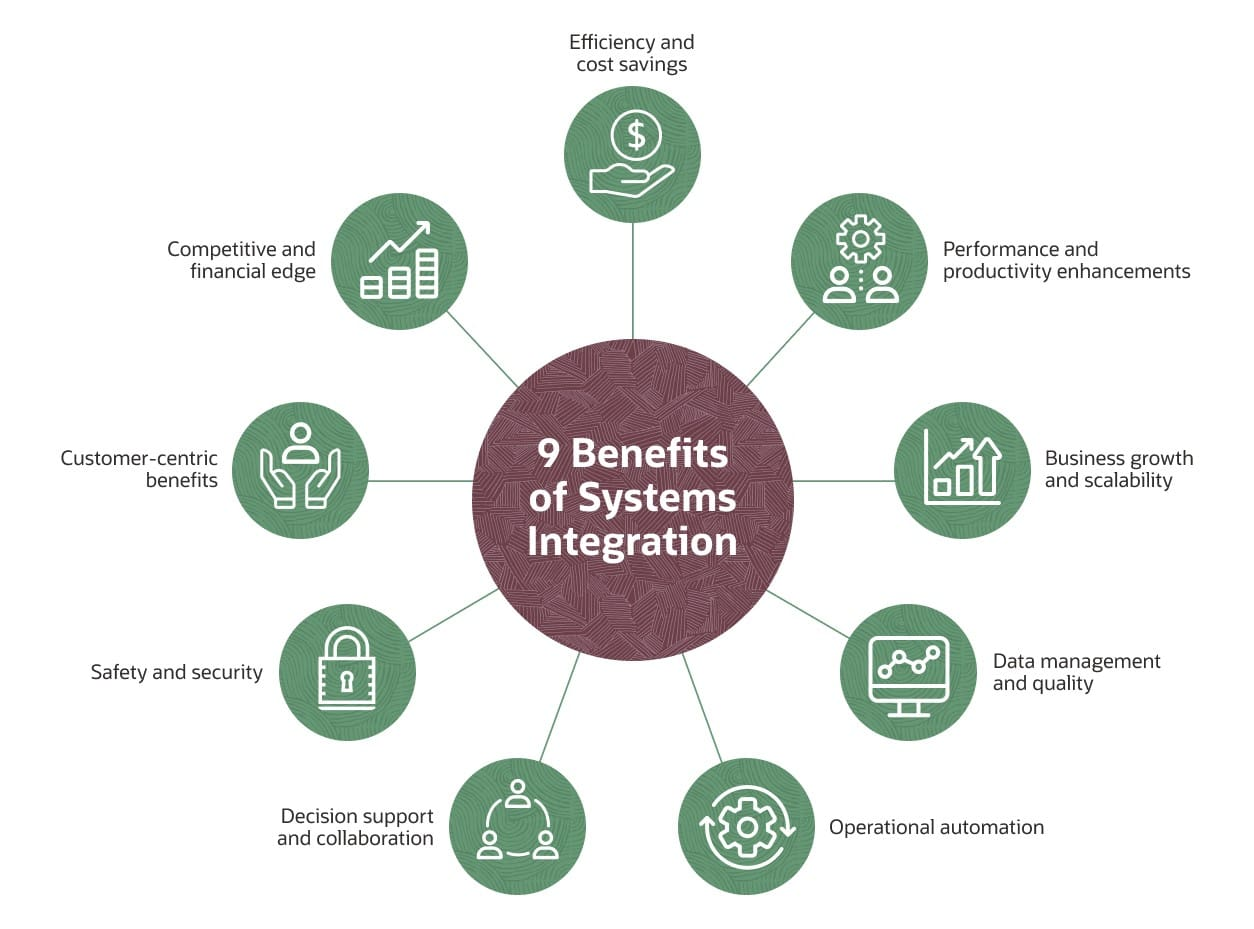 Efficiency and
cost savings
Performance and
productivity enhancements
Business growth
and scalability
Data management
and quality
Operational automation
Decision support
and collaboration
Safety and security
Customer-centric
benefits
Competitive and
financial edge
9 Benefits
of Systems
Integration
$